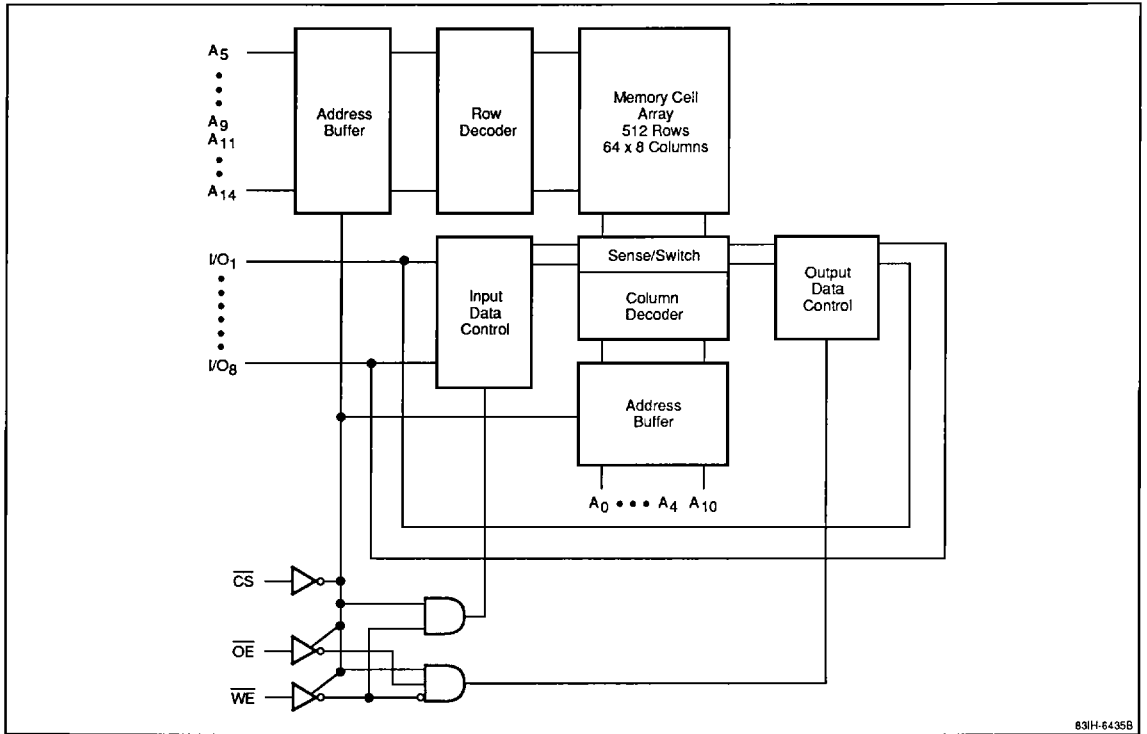 A5
A9
A11
A14
Address
Buffer
Row
Decoder
Memory Cell
Array
512 Rows
64 x 8 Columns
I/O1
I/O8
Input
Data
Control
Sense/Switch
Column
Decoder
Output
Data
Control
Address
Buffer
A0 ••• A4 A10
CS
OE
WE
83IH-6435B